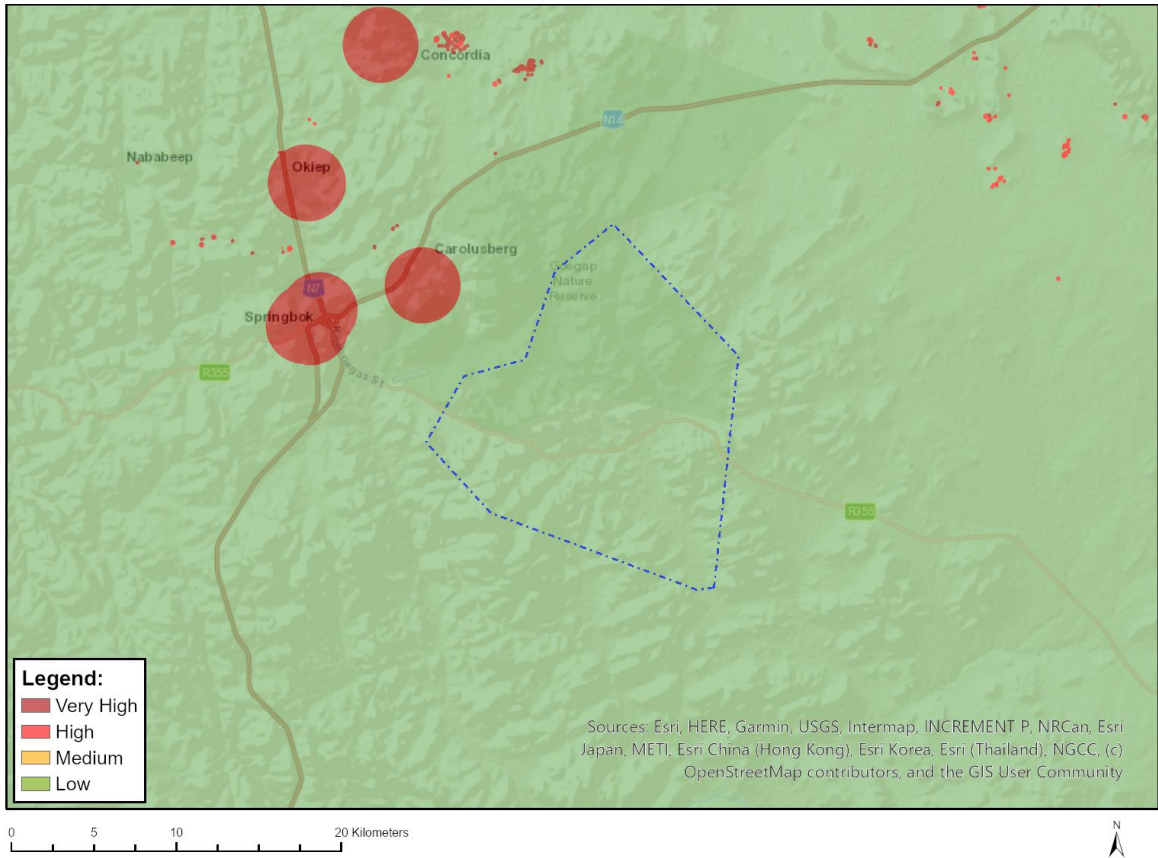 Concordia
N14
Nababeep
Okiep
Carolusberg
Goegap
Nature
Reserve
N7
Springbok
R355
R355
Legend:
Very High
High
Medium
Low
Sources: Esri, HERE, Garmin, USGS, Intermap, INCREMENT P, NRCan, Esri
Japan, METI, Esri China (Hong Kong), Esri Korea, Esri (Thailand), NGCC, (c)
OpenStreetMap contributors, and the GIS User Community
0 5 10 20 Kilometers
N